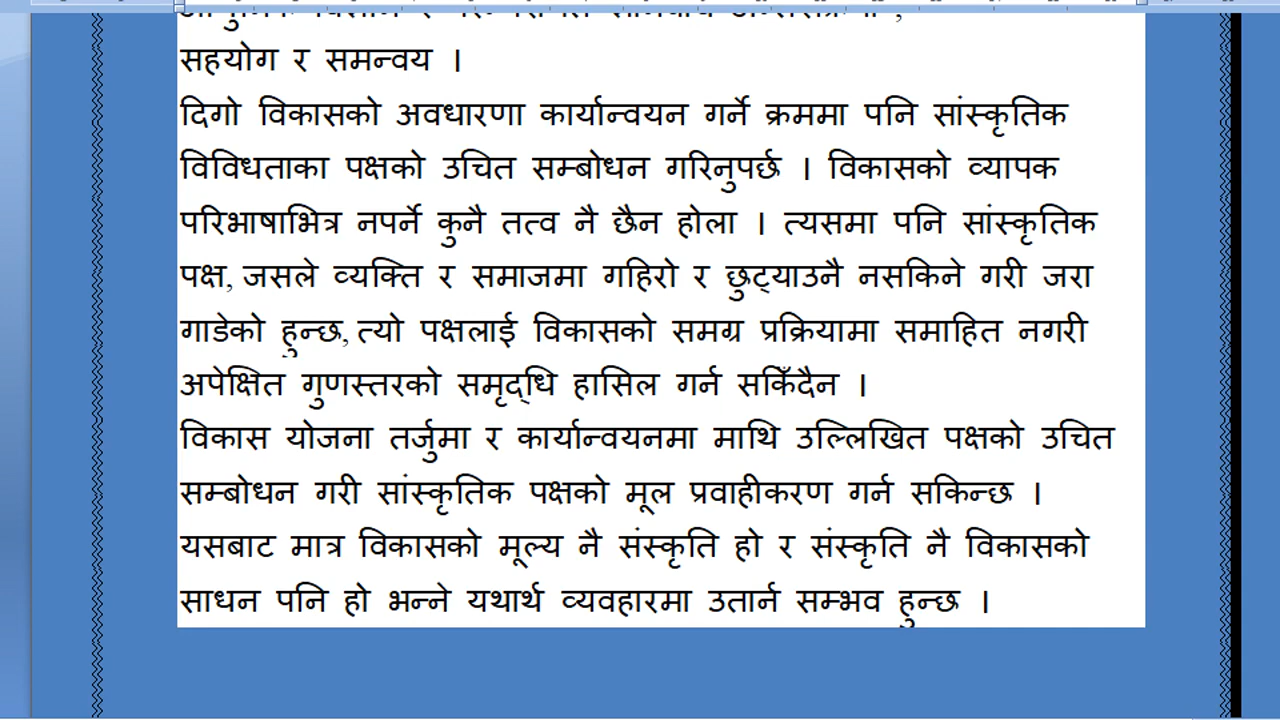 सहयोग र समन्वय ।
दिगो विकासको अवधारणा कार्यान्वयन गर्ने क्रममा पनि सांस्कृतिक
विविधताका पक्षको उचित सम्बोधन गरिनुपर्छ । विकासको व्यापक
परिभाषाभित्र नपर्ने कुनै तत्व नै छैन होला । त्यसमा पनि सांस्कृतिक
पक्ष, जसले व्यक्ति र समाजमा गहिरो र छुट्याउनै नसकिने गरी जरा
गाडेको हुन्छ, त्यो पक्षलाई विकासको समग्र प्रक्रियामा समाहित नगरी
अपेक्षित गुणस्तरको समृद्धि हासिल गर्न सकिँदैन ।
विकास योजना तर्जुमा र कार्यान्वयनमा माथि उल्लिखित पक्षको उचित
सम्बोधन गरी सांस्कृतिक पक्षको मूल प्रवाहीकरण गर्न सकिन्छ ।
यसबाट मात्र विकासको मूल्य नै संस्कृति हो र संस्कृति नै विकासको
साधन पनि हो भन्ने यथार्थ व्यवहारमा उतार्न सम्भव हुन्छ ।